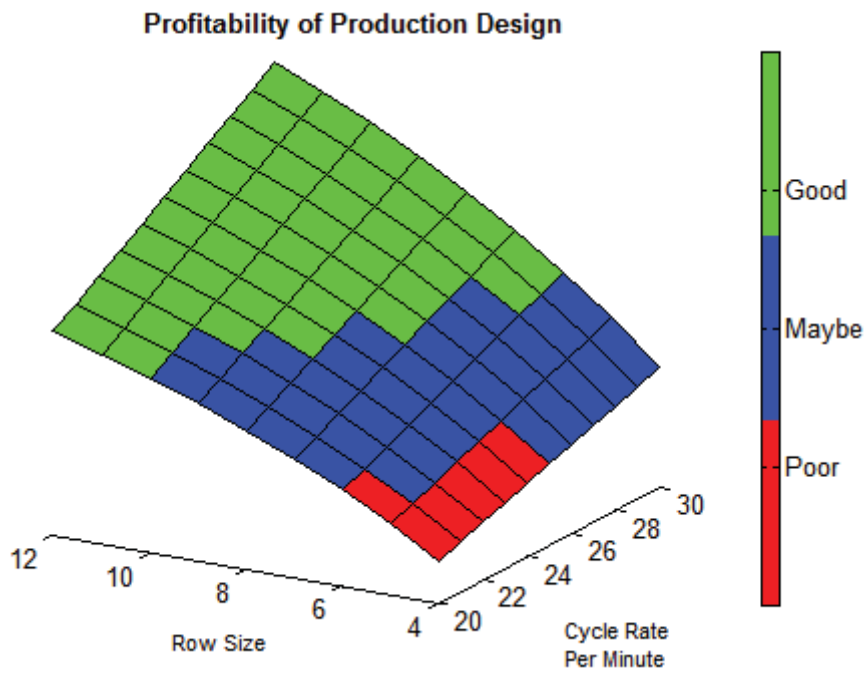 Profitability of Production Design
Good
Maybe
Poor
12
10
8
6
4
20
22
24
26
28
30
Row Size
Cycle Rate
Per Minute